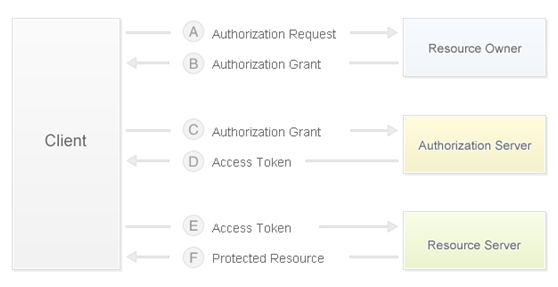 A Authorization Request
Resource Owner
B Authorization Grant
Client
C Authorization Grant
Authorization Server
D Access Token
E Access Token
Resource Server
F Protected Resource